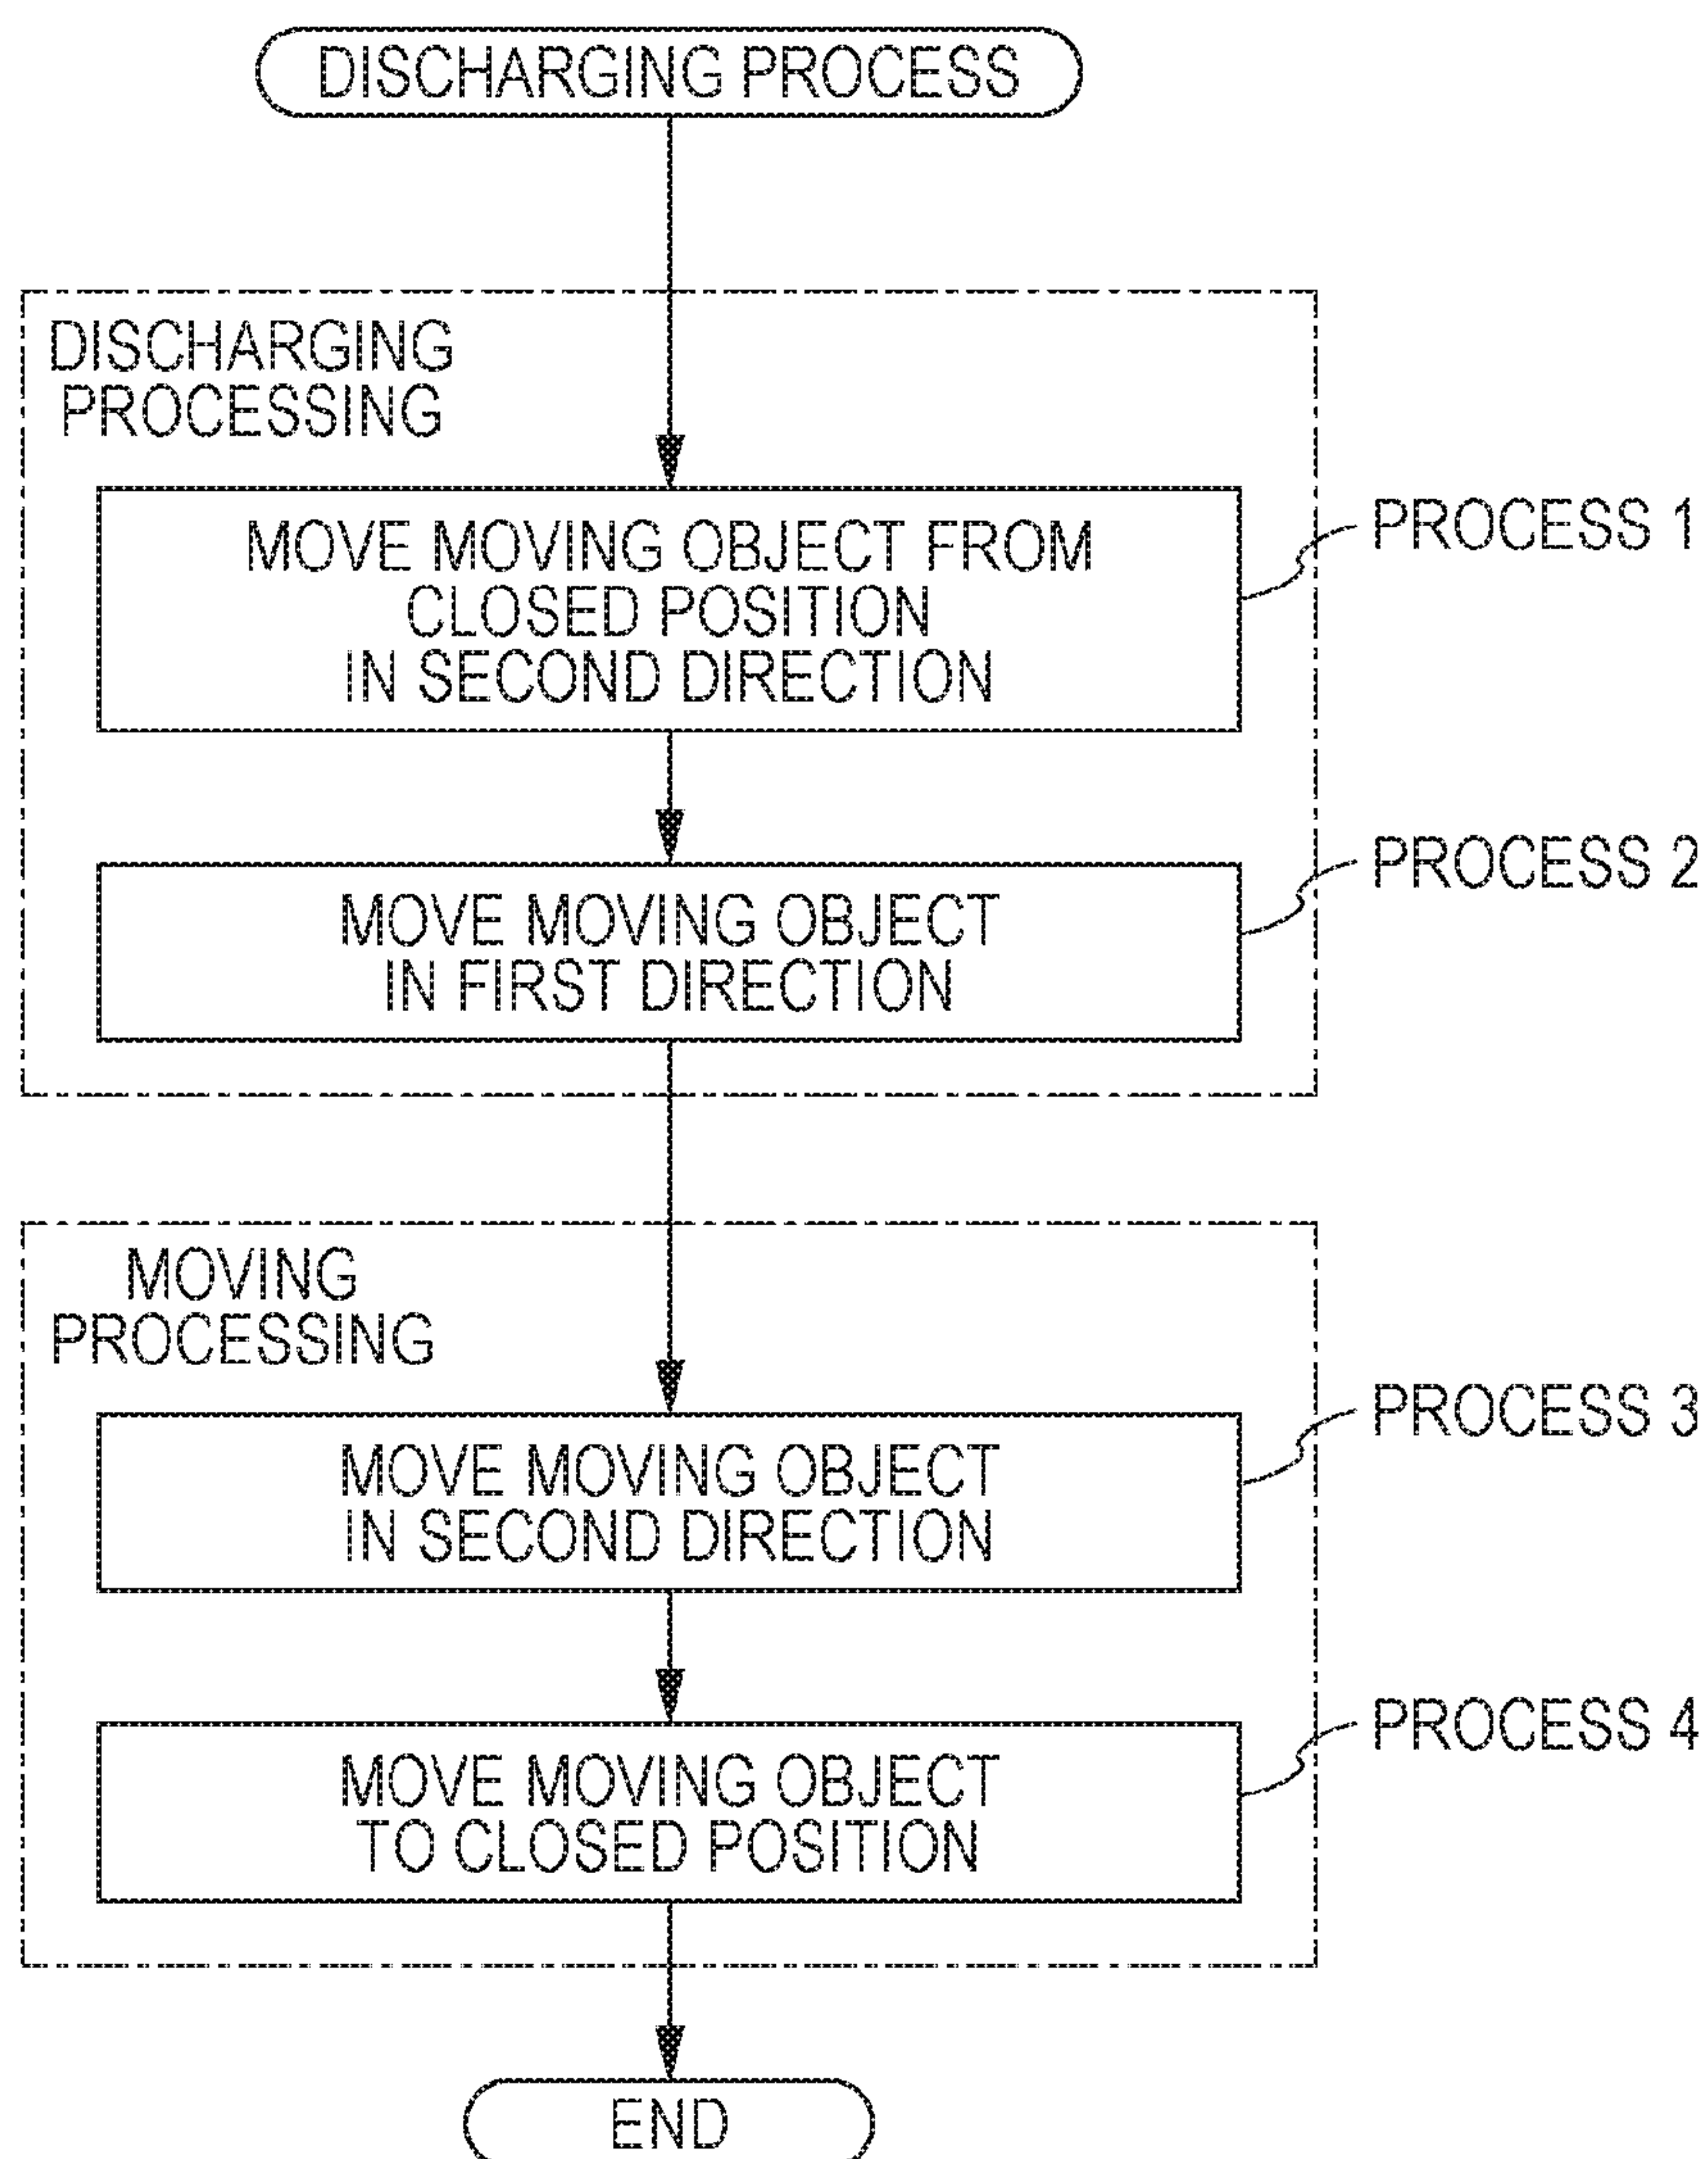 DISCHARGING PROCESS
DISCHARGING
PROCESSING
MOVE MOVING OBJECT FROM
CLOSED POSITION
IN SECOND DIRECTION
PROCESS 1
MOVE MOVING OBJECT
IN FIRST DIRECTION
PROCESS 2
MOVING
PROCESSING
MOVE MOVING OBJECT
IN SECOND DIRECTION
PROCESS 3
MOVE MOVING OBJECT
TO CLOSED POSITION
PROCESS 4
END